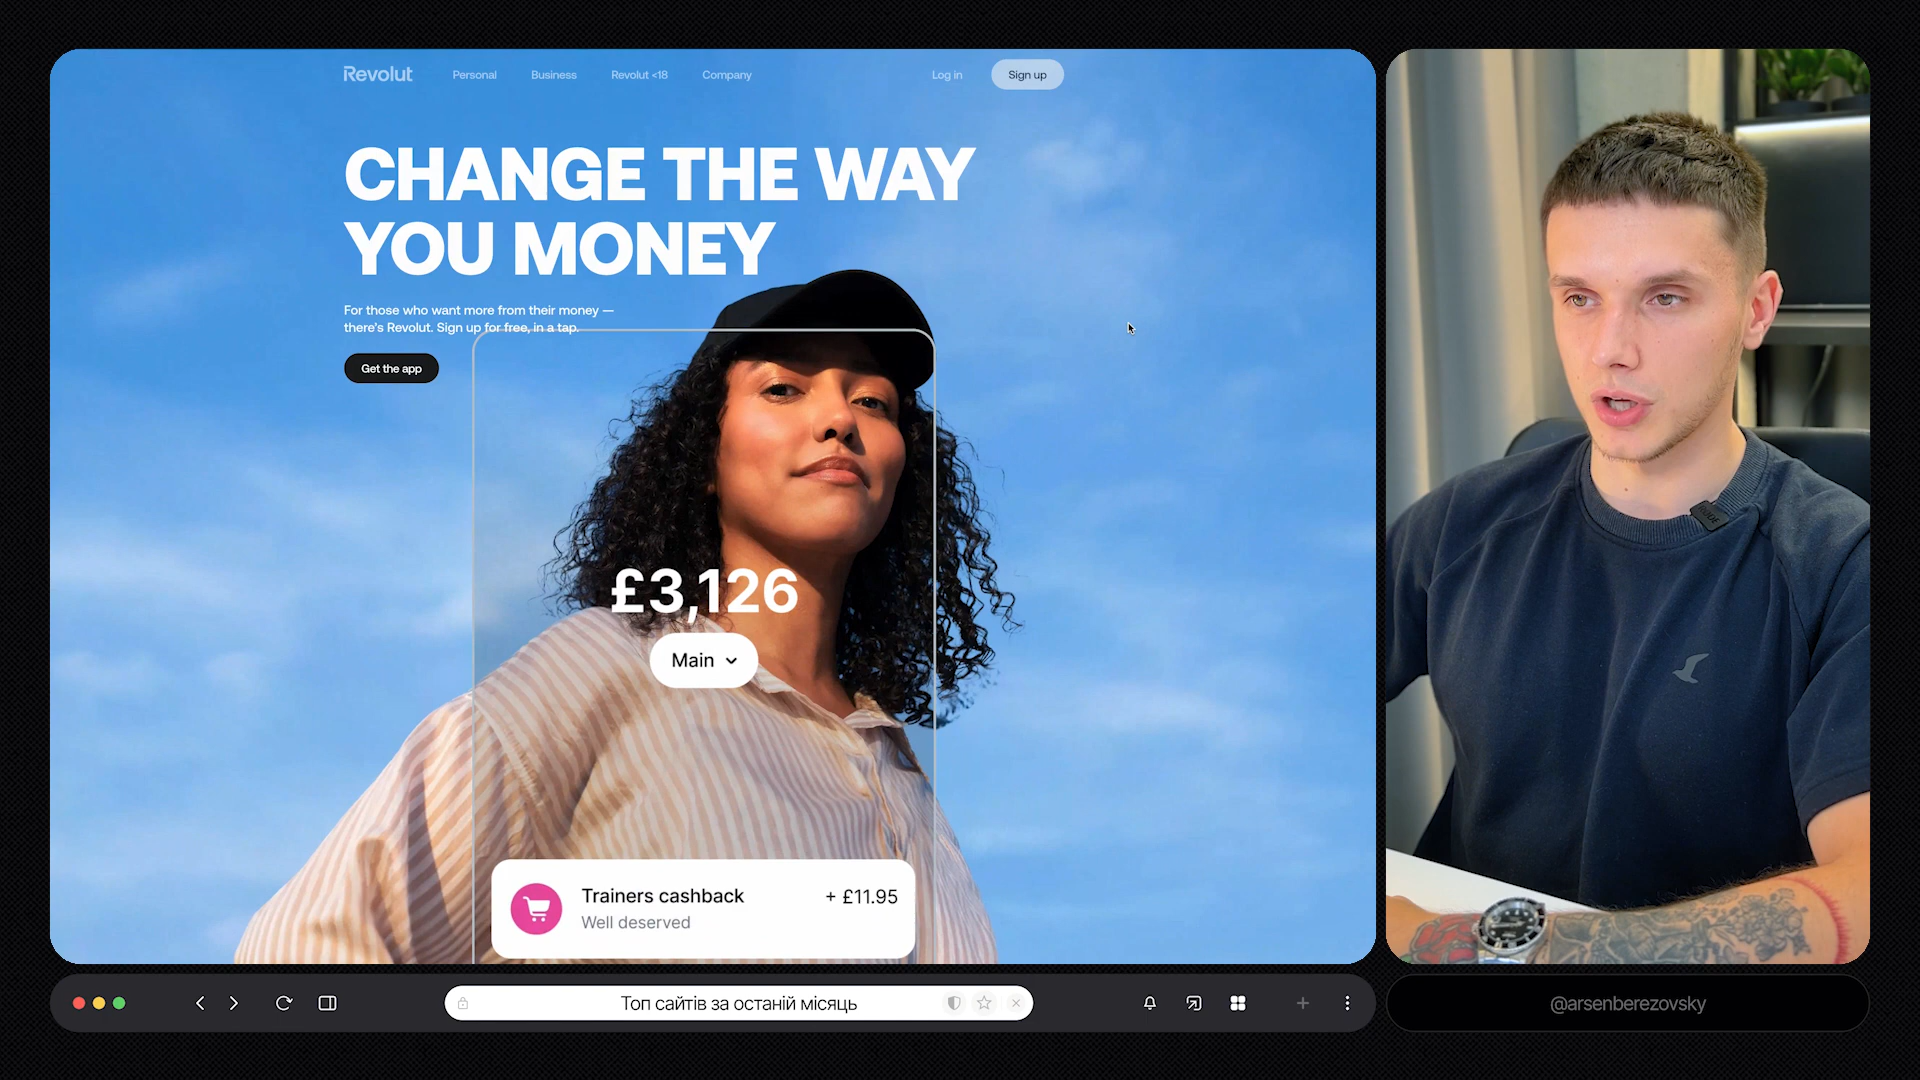 Revolut
Personal
Business
Revolut <18
Company
Log in
Sign up
CHANGE THE WAY
YOU MONEY
For those who want more from their money —
there's Revolut. Sign up for free, in a tap.
Get the app
£3,126
Main
Trainers cashback
+ £11.95
Well deserved
Топ сайтів за останій місяць
@arsenberezovsky